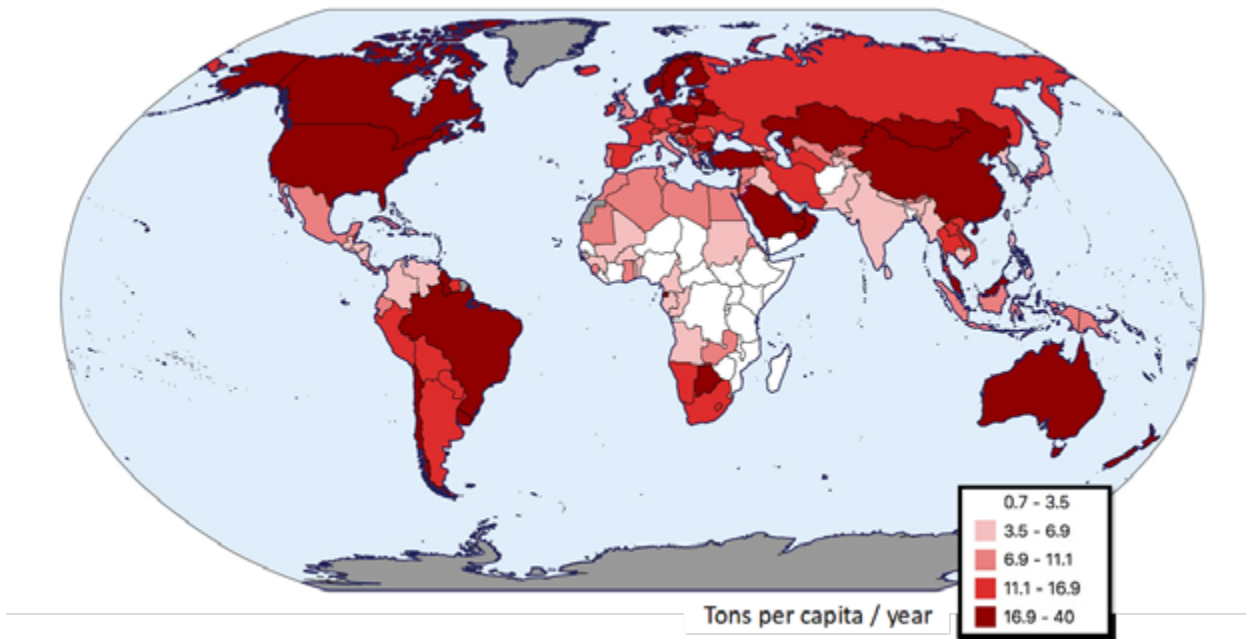 0.7 - 3.5
3.5 - 6.9
6.9 - 11.1
11.1 - 16.9
16.9 - 40
Tons per capita / year